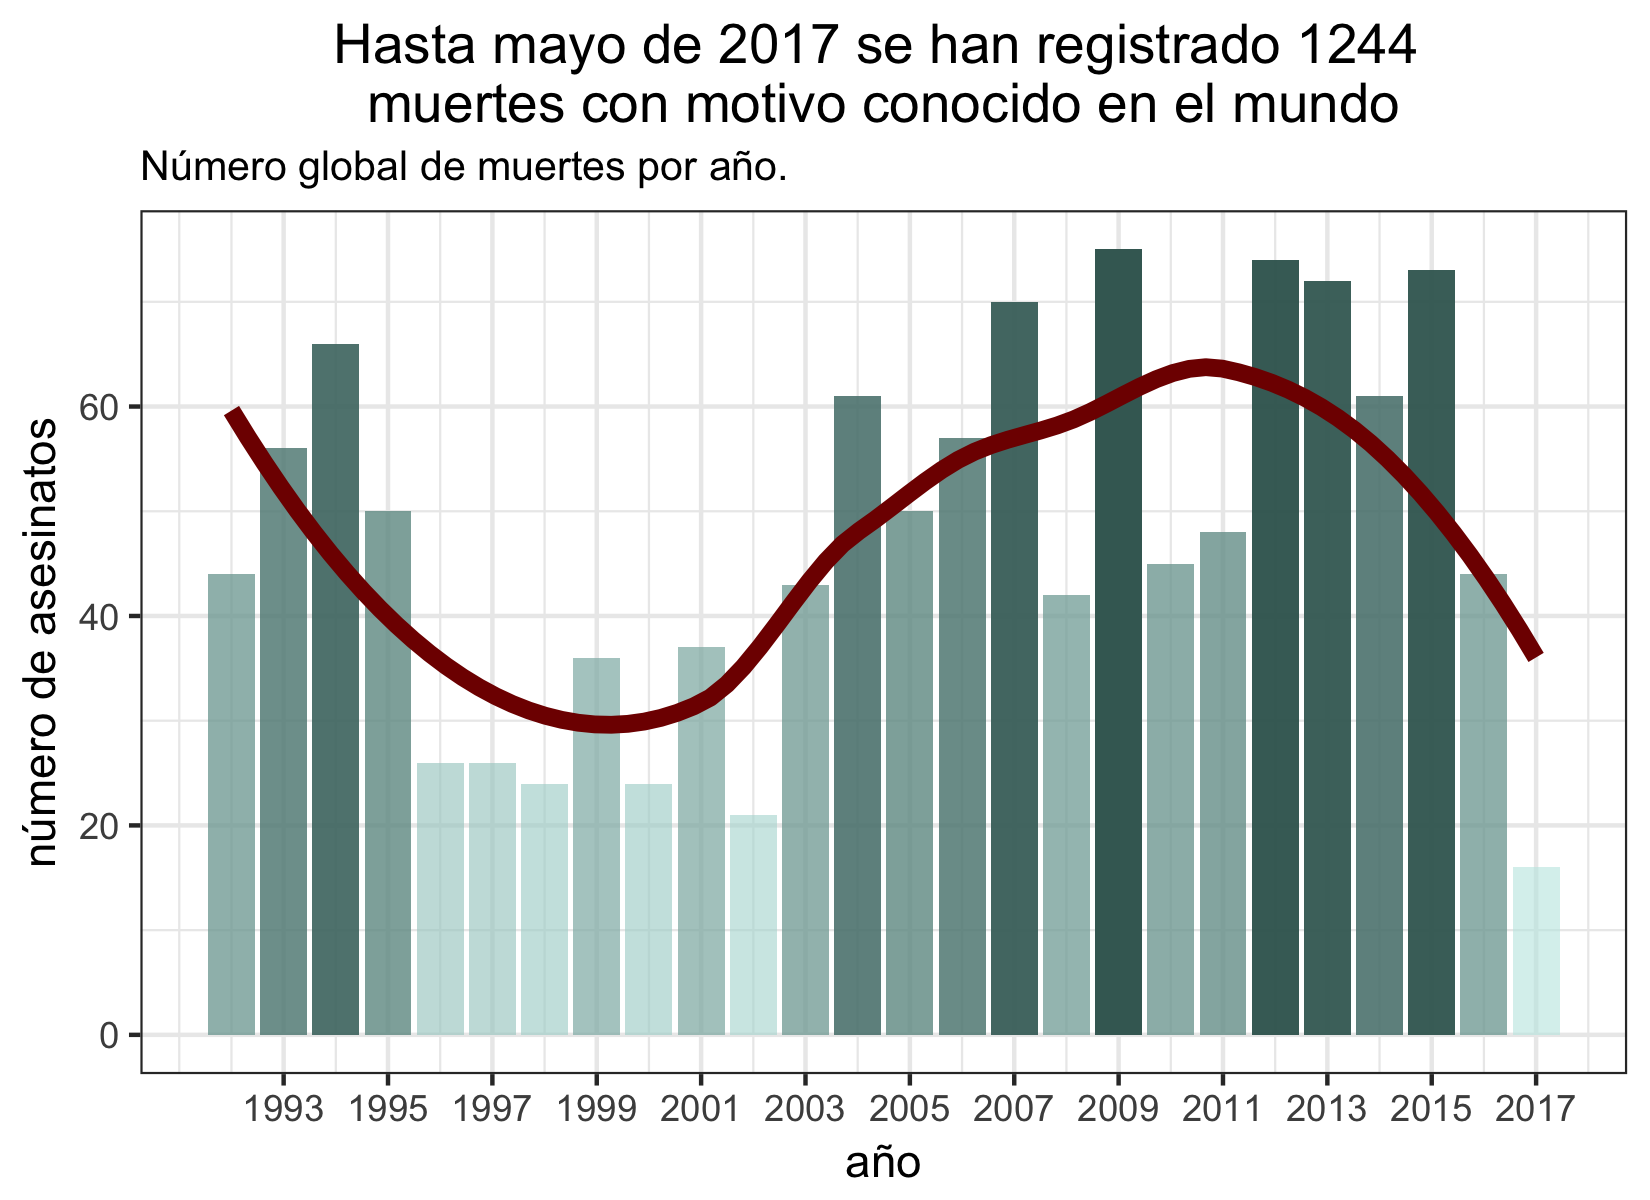 Hasta mayo de 2017 se han registrado 1244
muertes con motivo conocido en el mundo
Número global de muertes por año.
número de asesinatos
60
40
20
0
1993 1995 1997 1999 2001 2003 2005 2007 2009 2011 2013 2015 2017
año